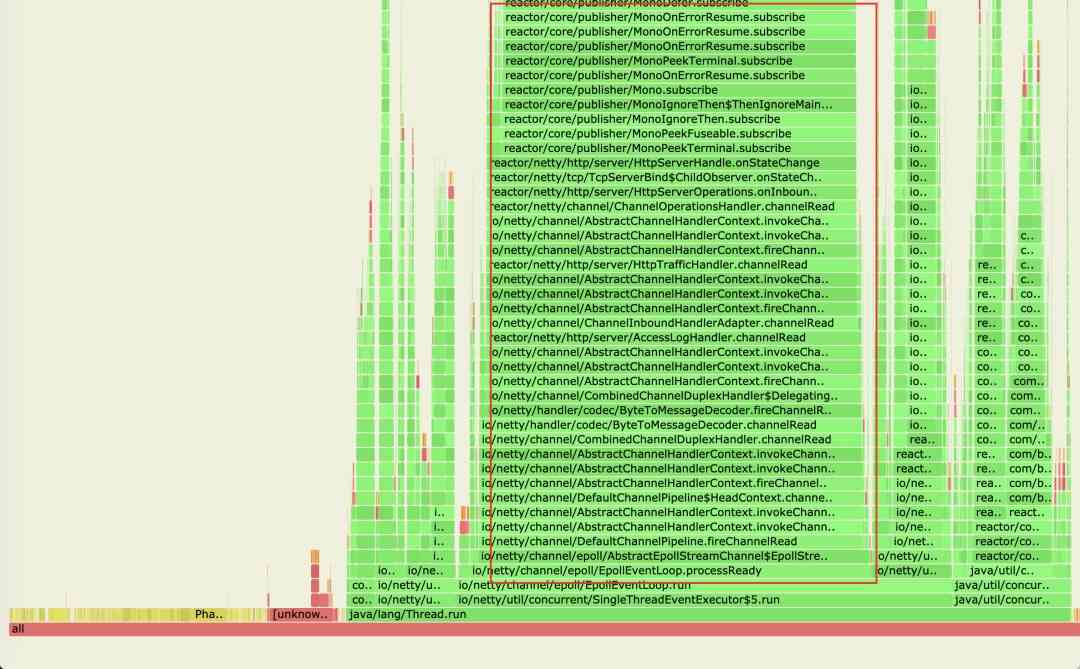 reactor/core/publisher/MonoDefer.subscribe
reactor/core/publisher/MonoOnErrorResume.subscribe
reactor/core/publisher/MonoOnErrorResume.subscribe io..
reactor/core/publisher/MonoOnErrorResume.subscribe
reactor/core/publisher/MonoPeekTerminal.subscribe
reactor/core/publisher/MonoOnErrorResume.subscribe
reactor/core/publisher/Mono.subscribe io..
reactor/core/publisher/MonoIgnoreThen$ThenIgnoreMain... io..
reactor/core/publisher/MonoIgnoreThen.subscribe io..
reactor/core/publisher/MonoPeekFuseable.subscribe io..
reactor/core/publisher/MonoPeekTerminal.subscribe io..
reactor/netty/http/server/HttpServerHandle.onStateChange io..
reactor/netty/tcp/TcpServerBind$ChildObserver.onStateCh.. io..
reactor/netty/http/server/HttpServerOperations.onInboun.. io..
reactor/netty/channel/ChannelOperationsHandler.channelRead io..
o/netty/channel/AbstractChannelHandlerContext.invokeCha.. io..
o/netty/channel/AbstractChannelHandlerContext.invokeCha.. io.. c..
o/netty/channel/AbstractChannelHandlerContext.fireChann.. io.. c..
reactor/netty/http/server/HttpTrafficHandler.channelRead io.. re.. c..
o/netty/channel/AbstractChannelHandlerContext.invokeCha.. io.. re.. c..
o/netty/channel/AbstractChannelHandlerContext.invokeCha.. io.. re.. co..
o/netty/channel/AbstractChannelHandlerContext.fireChann.. io.. re.. co..
o/netty/channel/ChannelInboundHandlerAdapter.channelRead io.. re.. co..
reactor/netty/http/server/AccessLogHandler.channelRead io.. re.. co..
o/netty/channel/AbstractChannelHandlerContext.invokeCha.. io.. co.. co..
o/netty/channel/AbstractChannelHandlerContext.invokeCha.. io.. co.. co..
o/netty/channel/AbstractChannelHandlerContext.fireChann.. io.. co.. com..
o/netty/channel/CombinedChannelDuplexHandler$Delegating.. io.. co.. com..
o/netty/handler/codec/ByteToMessageDecoder.fireChannelR.. io.. co.. com..
io/netty/handler/codec/ByteToMessageDecoder.channelRead io.. co.. com/..
io/netty/channel/CombinedChannelDuplexHandler.channelRead rea.. co.. com/..
io/netty/channel/AbstractChannelHandlerContext.invokeChann.. react.. re.. com/b..
io/netty/channel/AbstractChannelHandlerContext.invokeChann.. react.. re.. com/b..
io/netty/channel/AbstractChannelHandlerContext.fireChannel.. io/ne.. rea.. com/b..
io/netty/channel/DefaultChannelPipeline$HeadContext.channe.. io/ne.. rea.. com/b..
i.. io/netty/channel/AbstractChannelHandlerContext.invokeChann.. io/ne.. rea.. react..
i.. io/netty/channel/AbstractChannelHandlerContext.invokeChann.. io/ne.. reactor/co..
i.. io/netty/channel/DefaultChannelPipeline.fireChannelRead io/net.. reactor/co..
i.. io/netty/channel/epoll/AbstractEpollStreamChannel$EpollStre.. o/netty/u.. reactor/co..
io.. io/ne.. io/netty/channel/epoll/EpollEventLoop.processReady o/netty/u.. java/util/c..
co.. io/netty/u.. io/netty/channel/epoll/EpollEventLoop.run java/util/concur..
co.. io/netty/u.. io/netty/util/concurrent/SingleThreadEventExecutor$5.run java/util/concur..
Pha.. [unknow.. java/lang/Thread.run
all